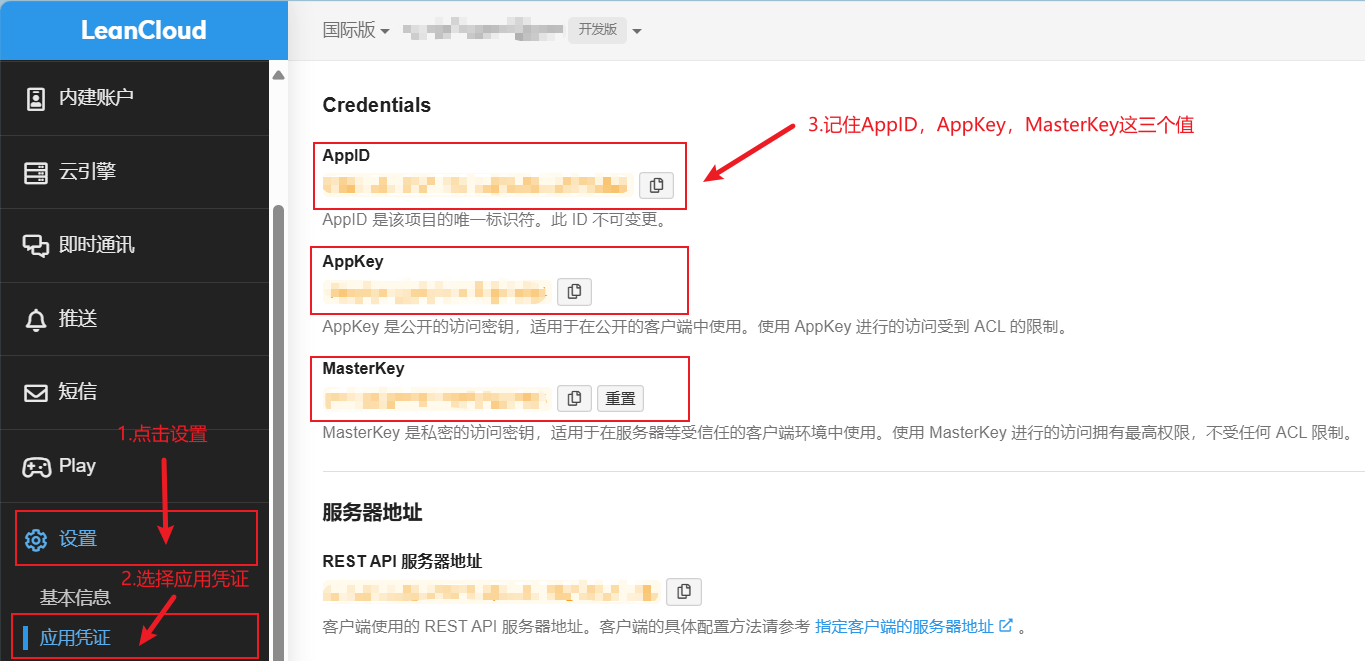 LeanCloud
国际版
开发版
内建账户
云引擎
即时通讯
推送
短信
1.点击设置
Play
设置
2.选择应用凭证
基本信息
应用凭证
Credentials
3.记住AppID，AppKey，MasterKey这三个值
AppID
AppID 是该项目的唯一标识符。此 ID 不可变更。
AppKey
AppKey 是公开的访问密钥，适用于在公开的客户端中使用。使用 AppKey 进行的访问受到 ACL 的限制。
MasterKey
重置
MasterKey 是私密的访问密钥，适用于在服务器等受信任的客户端环境中使用。使用 MasterKey 进行的访问拥有最高权限，不受任何 ACL 限制。
服务器地址
REST API 服务器地址
客户端使用的 REST API 服务器地址。客户端的具体配置方法请参考 指定客户端的服务器地址 。